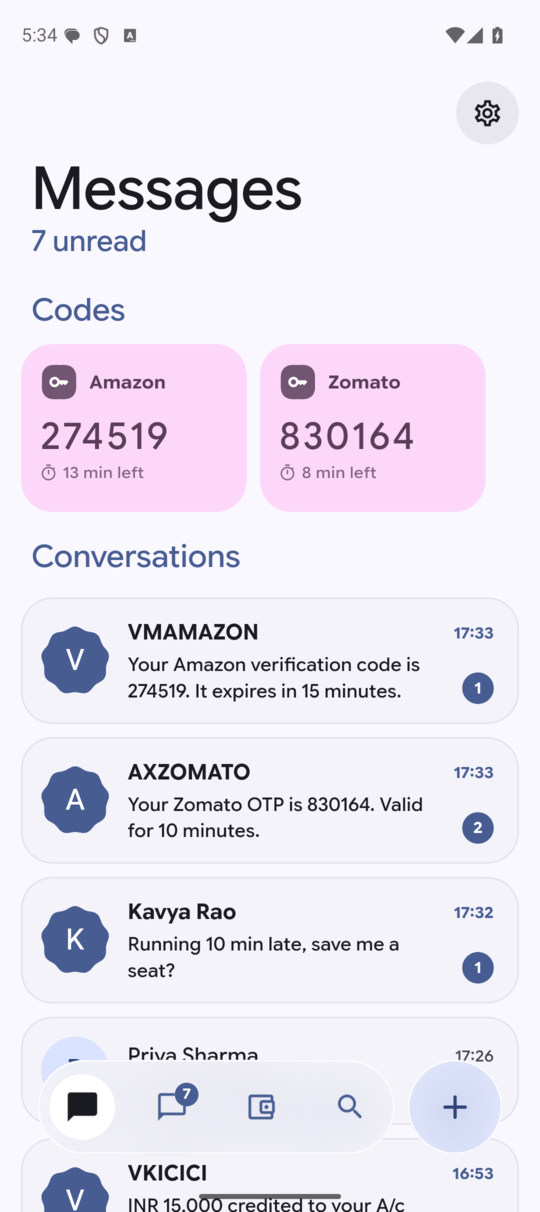 5:34
Messages
7 unread
Codes
Amazon
274519
13 min left
Zomato
830164
8 min left
Conversations
VMAMAZON
17:33
Your Amazon verification code is
274519. It expires in 15 minutes.
1
AXZOMATO
17:33
Your Zomato OTP is 830164. Valid
for 10 minutes.
2
Kavya Rao
17:32
Running 10 min late, save me a
seat?
1
Priya Sharma
17:26
7
VKICICI
16:53
INR 15,000 credited to your A/c
V
A
K
V